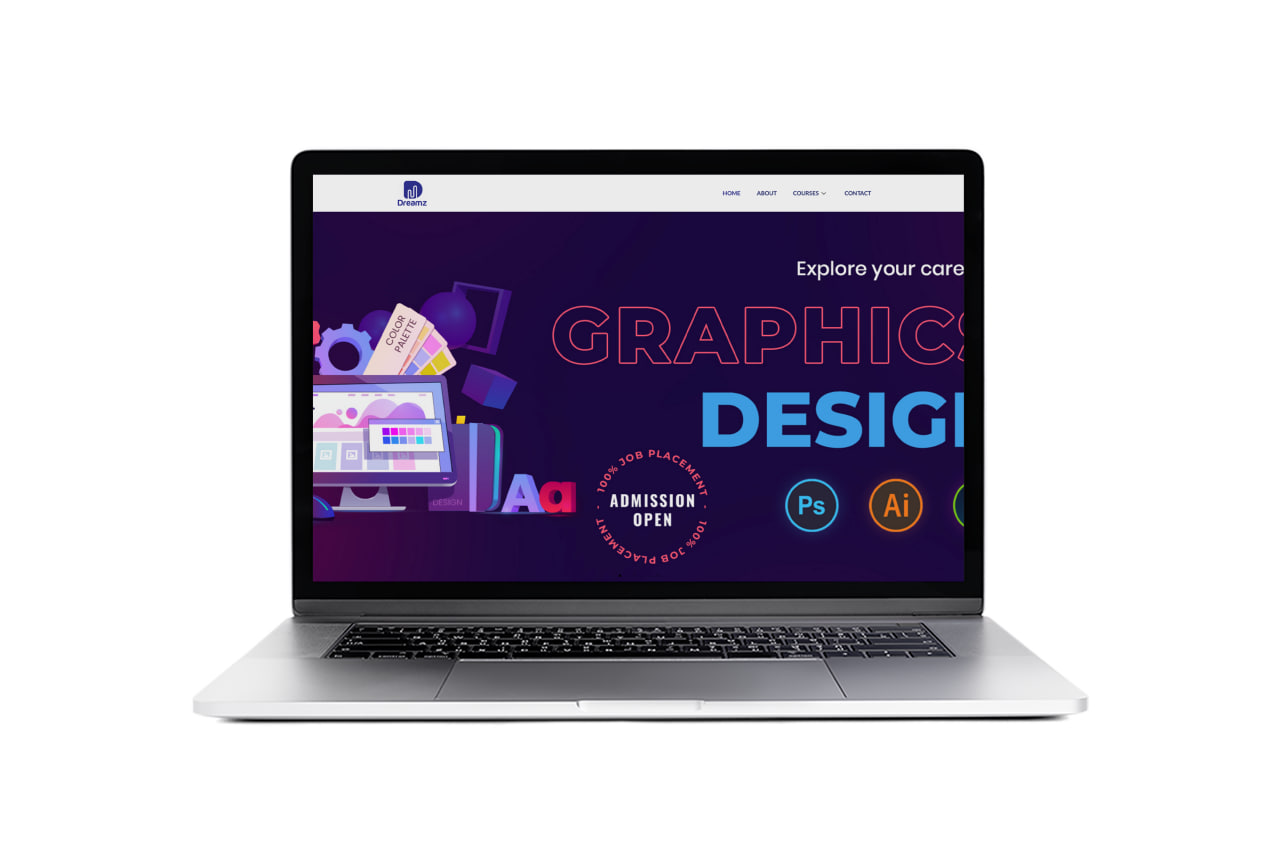 Dreamz
HOME ABOUT COURSES CONTACT
Explore your care
GRAPHICS
DESIG
COLOR
PALETTE
DESIGN
Aa
100% JOB PLACEMENT - 100% JOB PLACEMENT -
ADMISSION
OPEN
Ps Ai